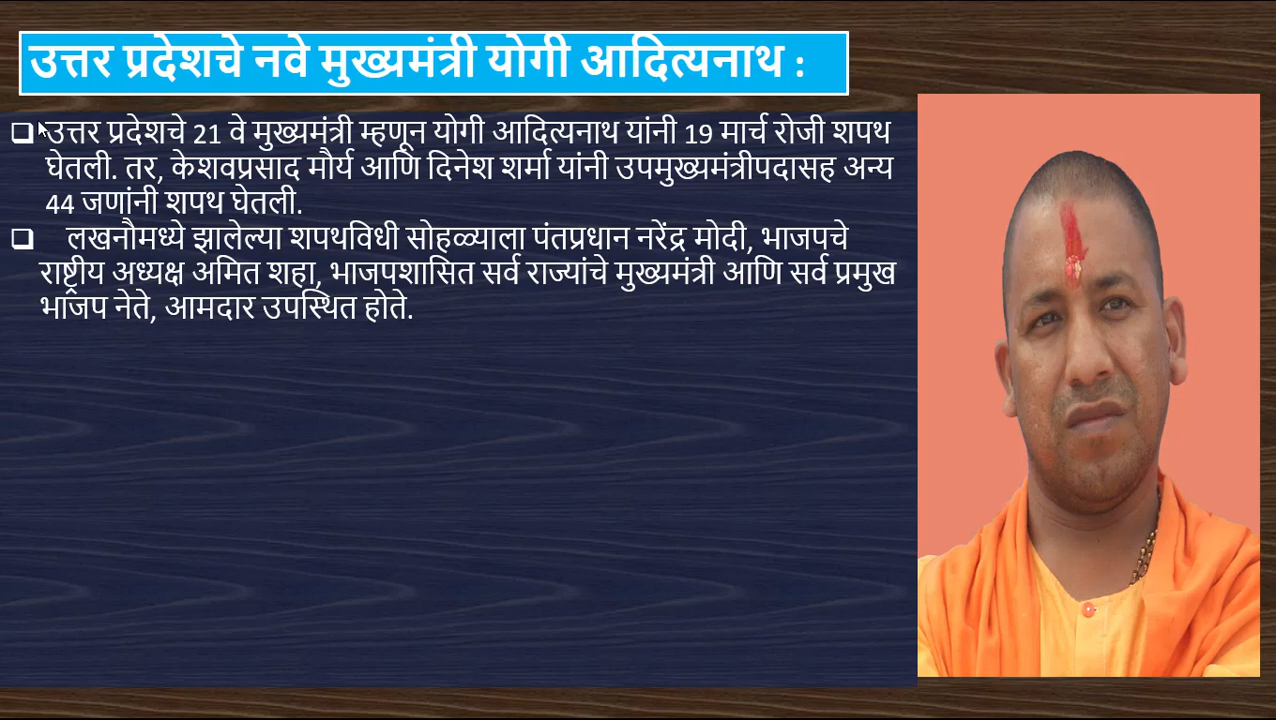 उत्तर प्रदेशचे नवे मुख्यमंत्री योगी आदित्यनाथ :
उत्तर प्रदेशचे 21 वे मुख्यमंत्री म्हणून योगी आदित्यनाथ यांनी 19 मार्च रोजी शपथ
घेतली. तर, केशवप्रसाद मौर्य आणि दिनेश शर्मा यांनी उपमुख्यमंत्रीपदासह अन्य
44 जणांनी शपथ घेतली.
लखनौमध्ये झालेल्या शपथविधी सोहळ्याला पंतप्रधान नरेंद्र मोदी, भाजपचे
राष्ट्रीय अध्यक्ष अमित शहा, भाजपशासित सर्व राज्यांचे मुख्यमंत्री आणि सर्व प्रमुख
भाजप नेते, आमदार उपस्थित होते.